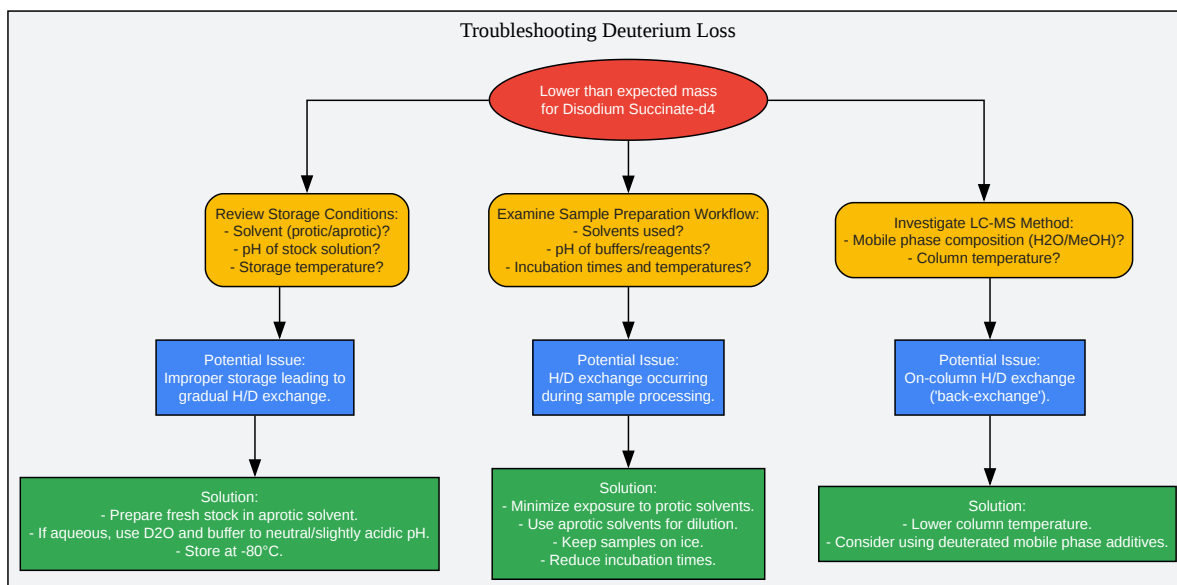 Troubleshooting Deuterium Loss
Lower than expected mass
for Disodium Succinate-d4
Review Storage Conditions:
- Solvent (protic/aprotic)?
- pH of stock solution?
- Storage temperature?
Examine Sample Preparation Workflow:
- Solvents used?
- pH of buffers/reagents?
- Incubation times and temperatures?
Investigate LC-MS Method:
- Mobile phase composition (H2O/MeOH)?
- Column temperature?
Potential Issue:
Improper storage leading to
gradual H/D exchange.
Potential Issue:
H/D exchange occurring
during sample processing.
Potential Issue:
On-column H/D exchange
('back-exchange').
Solution:
- Prepare fresh stock in aprotic solvent.
- If aqueous, use D2O and buffer to neutral/slightly acidic pH.
- Store at -80°C.
Solution:
- Minimize exposure to protic solvents.
- Use aprotic solvents for dilution.
- Keep samples on ice.
- Reduce incubation times.
Solution:
- Lower column temperature.
- Consider using deuterated mobile phase additives.